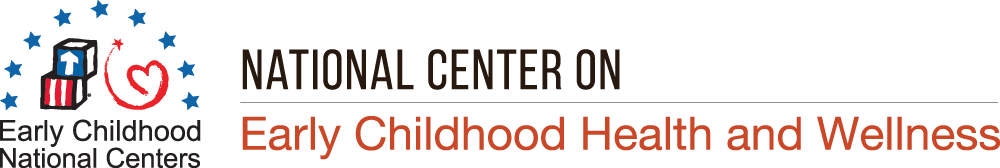 Early Childhood
National Centers
NATIONAL CENTER ON
Early Childhood Health and Wellness